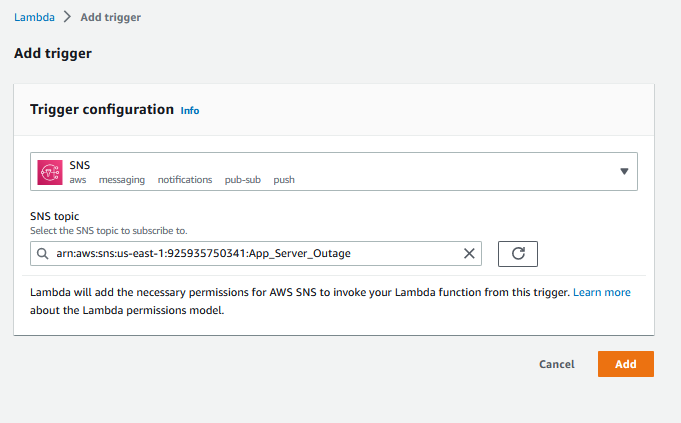 Lambda > Add trigger
Add trigger
Trigger configuration Info
SNS
aws messaging notifications pub-sub push
SNS topic
Select the SNS topic to subscribe to.
arn:aws:sns:us-east-1:925935750341:App_Server_Outage
Lambda will add the necessary permissions for AWS SNS to invoke your Lambda function from this trigger. Learn more
about the Lambda permissions model.
Cancel Add